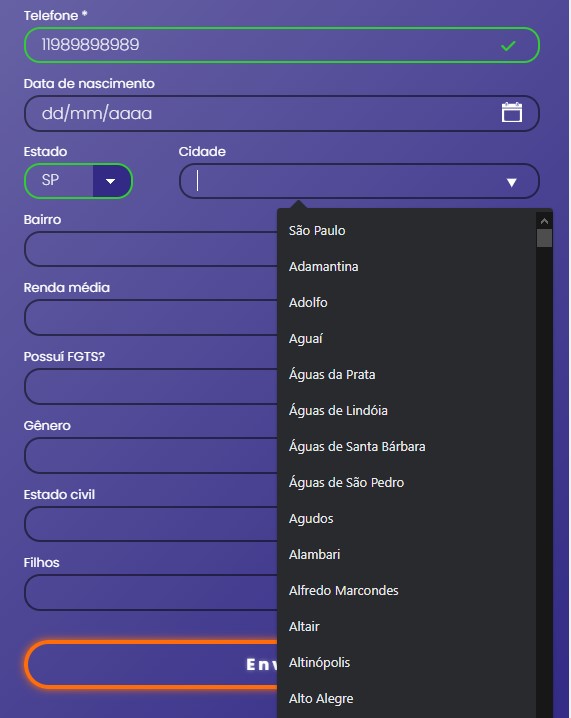 Telefone *
11989898989
Data de nascimento
dd/mm/aaaa
Estado
Cidade
SP
Bairro
São Paulo
Adamantina
Renda média
Adolfo
Aguaí
Possuí FGTS?
Águas da Prata
Águas de Lindóia
Gênero
Águas de Santa Bárbara
Águas de São Pedro
Estado civil
Agudos
Alambari
Filhos
Alfredo Marcondes
Altair
Altinópolis
Alto Alegre